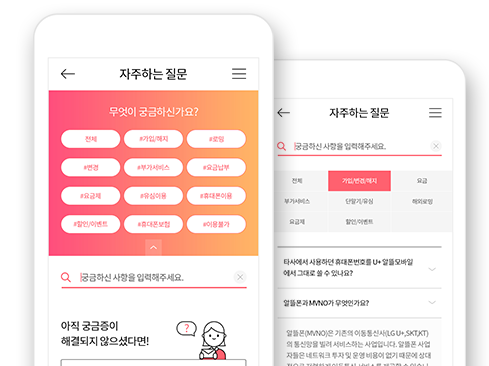 자주하는 질문
무엇이 궁금하신가요?
전체
#가입/해지
#로밍
#변경
#부가서비스
#요금납부
#요금제
#유심이용
#휴대폰이용
#할인/이벤트
#휴대폰보험
#이용불가
궁금하신 사항을 입력해주세요.
아직 궁금증이
해결되지 않으셨다면!
?
자주하는 질문
궁금하신 사항을 입력해주세요.
전체
가입/변경/해지
요금
부가서비스
단말기/유심
해외로밍
요금제
할인/이벤트
타사에서 사용하던 휴대폰번호를 U+ 알뜰모바일
에서 그대로 쓸 수 있나요?
알뜰폰과 MVNO가 무엇인가요?
알뜰폰(MVNO)은 기존의 이동통신사(LG U+,SKT,KT)
의 통신망을 빌려 서비스하는 사업입니다. 알뜰폰 사업
자들은 네트워크 투자 및 운영 비용이 없기 때문에 상대